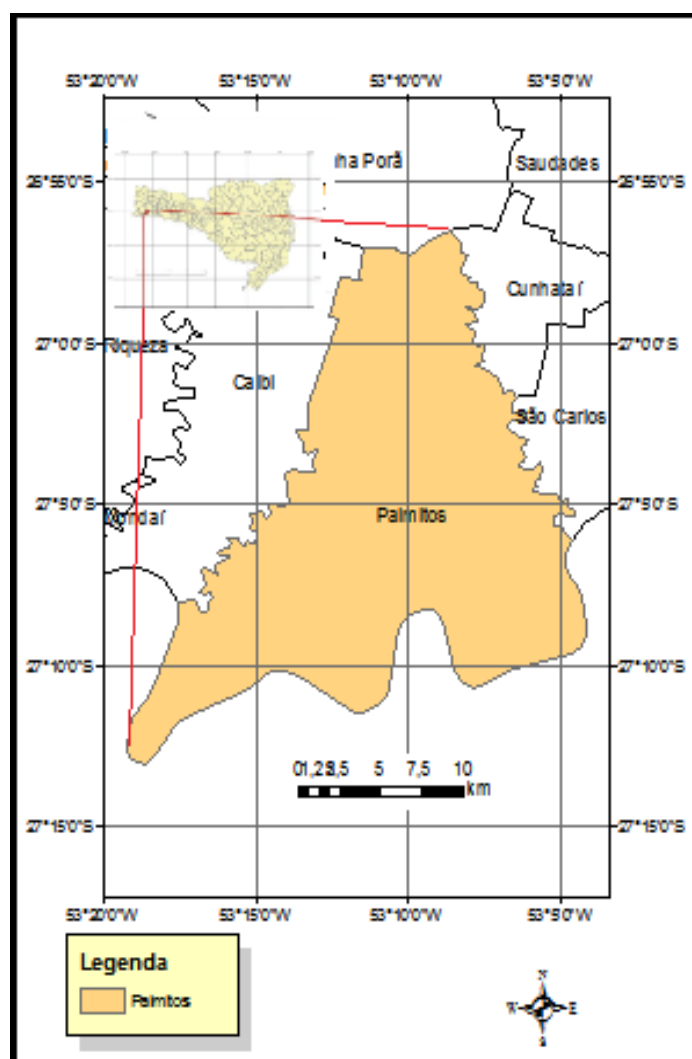 53°20'0"W 53°15'0"W 53°10'0"W 53°5'0"W
nha Porã
Saudades
26°55'0"S 26°55'0"S
Cunhataí
27°0'0"S 27°0'0"S
Riqueza
Caibi
São Carlos
27°5'0"S 27°5'0"S
Palmitos
27°10'0"S 27°10'0"S
5 7,5 10
km
27°15'0"S 27°15'0"S
53°20'0"W 53°15'0"W 53°10'0"W 53°5'0"W
Legenda
Palmitos
N
W E
S